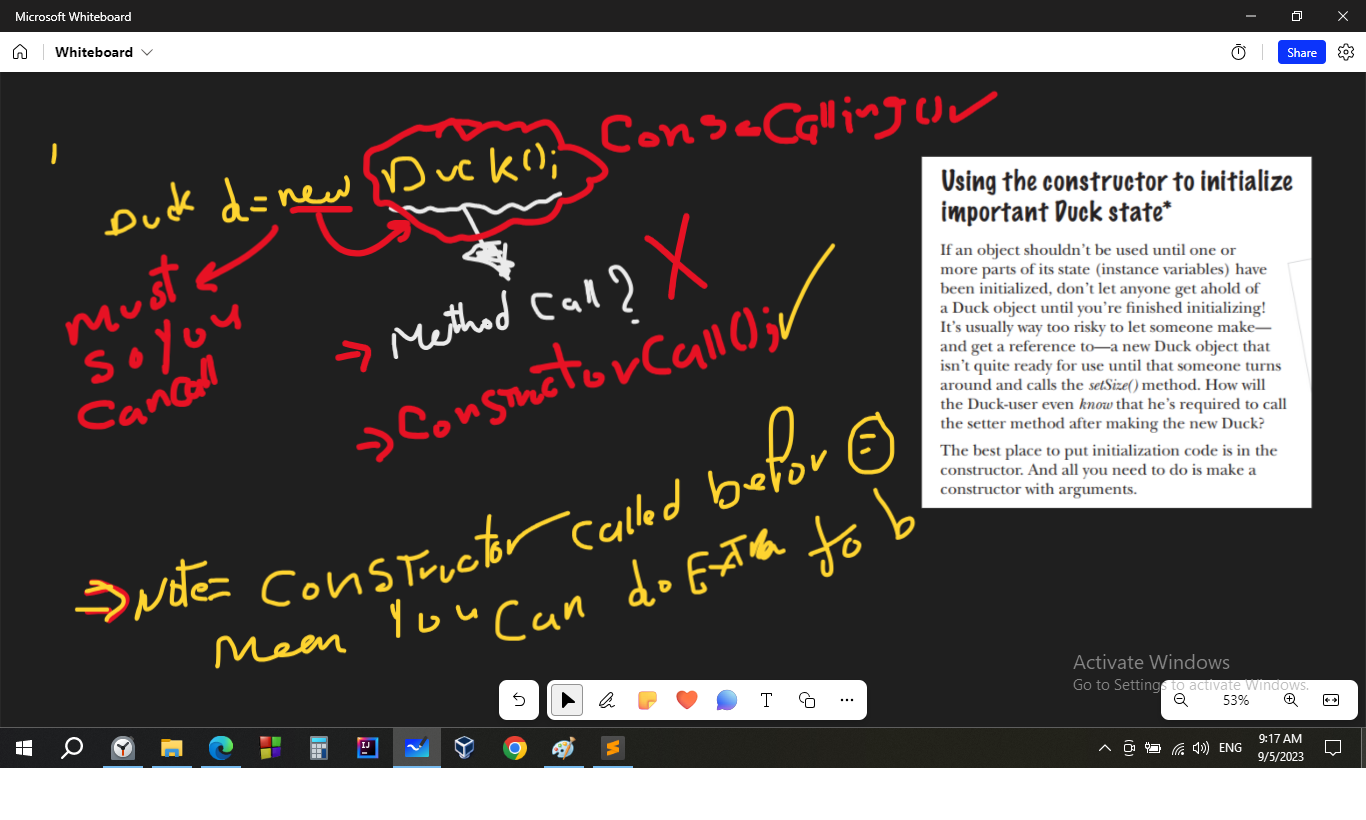 Microsoft Whiteboard
Whiteboard
Share
Cons Calling()
Duck d=new Duck();
Must
so you
Can call
Method Call?
ConstructorCall();
Note= Constructor called befor =
Mean You Can do Extra to b
Using the constructor to initialize
important Duck state*
If an object shouldn't be used until one or
more parts of its state (instance variables) have
been initialized, don't let anyone get ahold of
a Duck object until you're finished initializing!
It's usually way too risky to let someone make—
and get a reference to—a new Duck object that
isn't quite ready for use until that someone turns
around and calls the setSize() method. How will
the Duck-user even know that he's required to call
the setter method after making the new Duck?
The best place to put initialization code is in the
constructor. And all you need to do is make a
constructor with arguments.
Activate Windows
Go to Settings to activate Windows.
53%
ENG
9:17 AM
9/5/2023